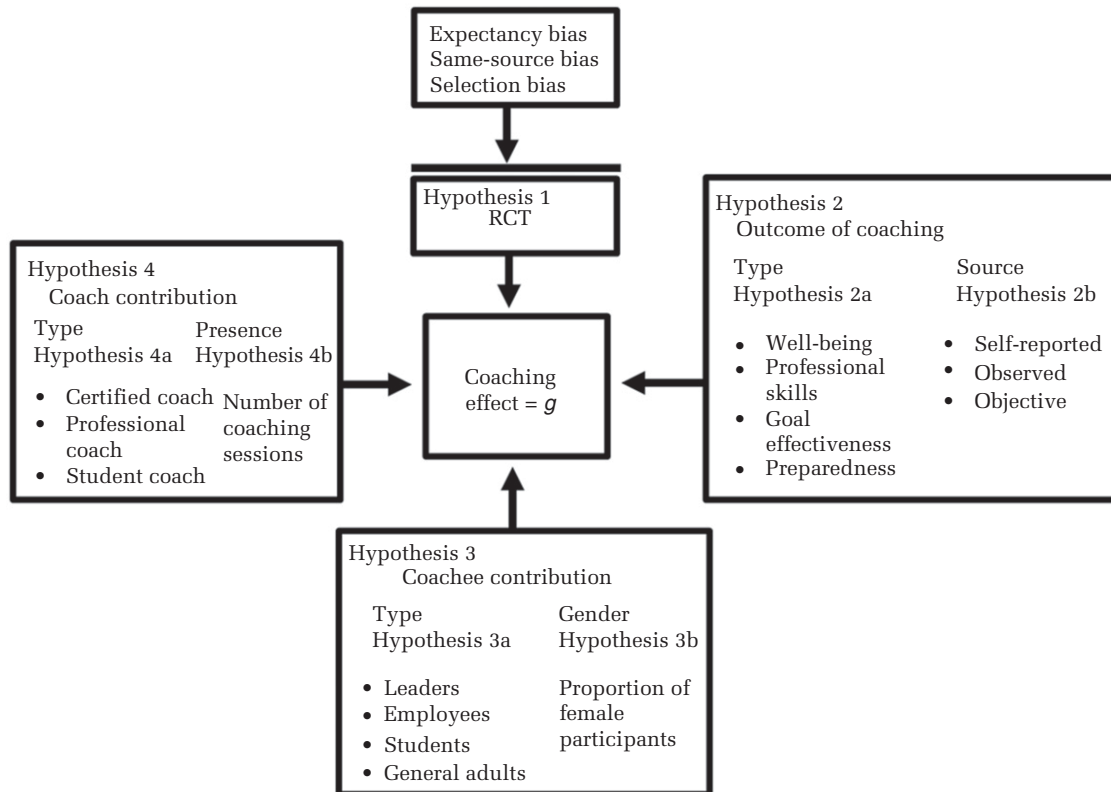 Expectancy bias
Same-source bias
Selection bias
Hypothesis 1
RCT
Hypothesis 2
Outcome of coaching
Type
Hypothesis 2a
• Well-being
• Professional
skills
• Goal
effectiveness
• Preparedness
Source
Hypothesis 2b
• Self-reported
• Observed
• Objective
Hypothesis 4
Coach contribution
Type
Hypothesis 4a
• Certified coach
• Professional
coach
• Student coach
Presence
Hypothesis 4b
Number of
coaching
sessions
Coaching
effect = g
Hypothesis 3
Coachee contribution
Type
Hypothesis 3a
• Leaders
• Employees
• Students
• General adults
Gender
Hypothesis 3b
Proportion of
female
participants